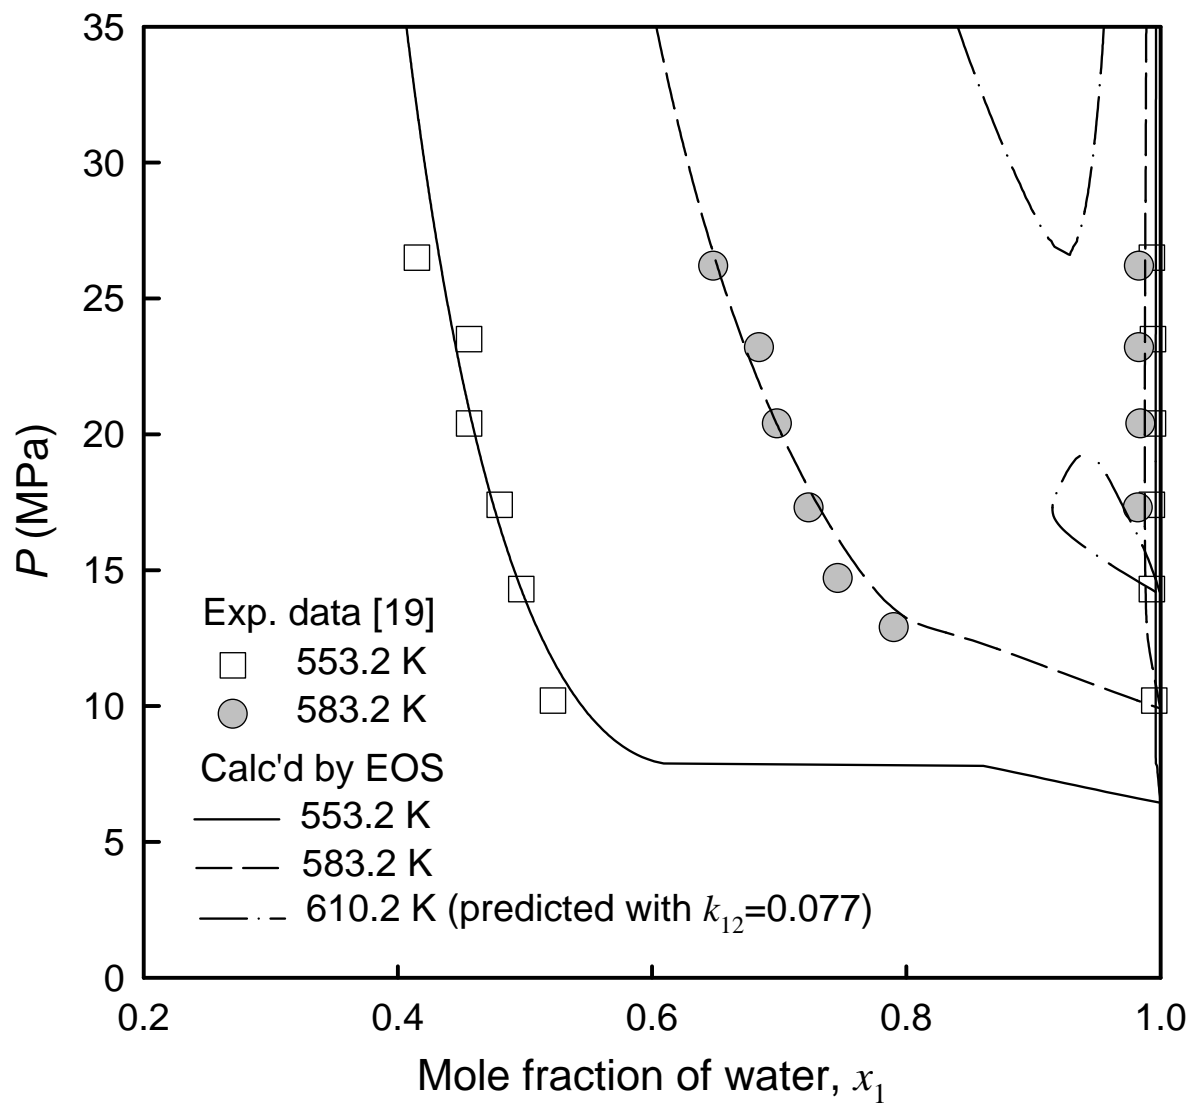 35
30
25
20
15
10
5
0
P (MPa)
Exp. data [19]
553.2 K
583.2 K
Calc'd by EOS
553.2 K
583.2 K
610.2 K (predicted with k12=0.077)
0.2 0.4 0.6 0.8 1.0
Mole fraction of water, x1